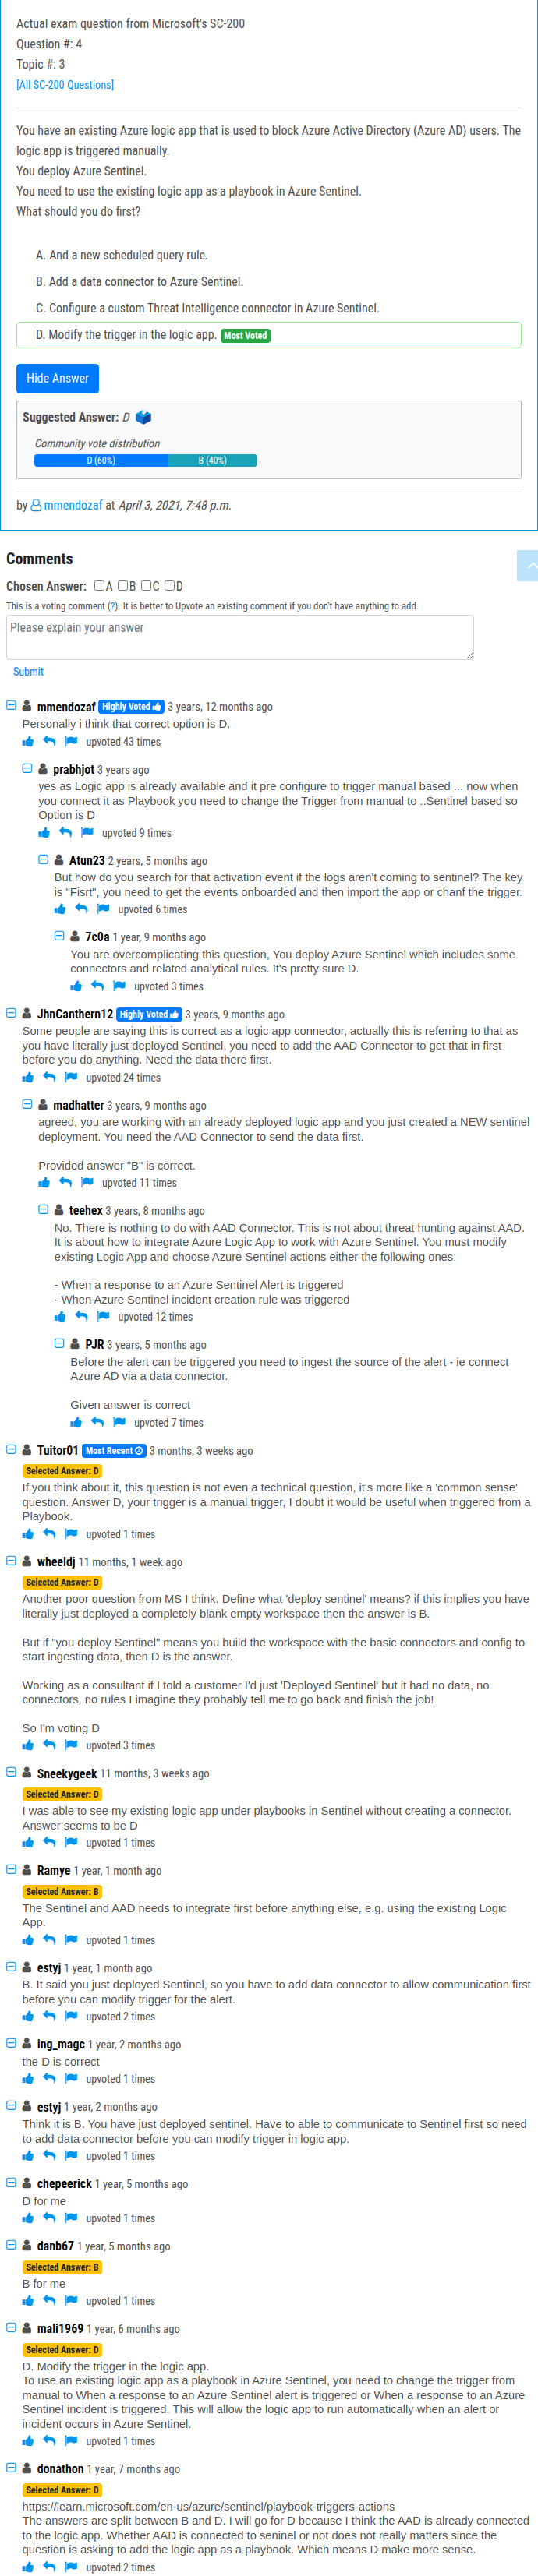 Actual exam question from Microsoft's SC-200
Question #: 4
Topic #: 3
[All SC-200 Questions]
You have an existing Azure logic app that is used to block Azure Active Directory (Azure AD) users. The
logic app is triggered manually.
You deploy Azure Sentinel.
You need to use the existing logic app as a playbook in Azure Sentinel.
What should you do first?
A. And a new scheduled query rule.
B. Add a data connector to Azure Sentinel.
C. Configure a custom Threat Intelligence connector in Azure Sentinel.
D. Modify the trigger in the logic app. Most Voted
Hide Answer
Suggested Answer: D
Community vote distribution
D (60%) B (40%)
by mmendozaf at April 3, 2021, 7:48 p.m.
Comments
Chosen Answer: A B C D
This is a voting comment (?). It is better to Upvote an existing comment if you don't have anything to add.
Please explain your answer
Submit
mmendozaf Highly Voted 3 years, 12 months ago
Personally i think that correct option is D.
upvoted 43 times
prabhjot 3 years ago
yes as Logic app is already available and it pre configure to trigger manual based ... now when
you connect it as Playbook you need to change the Trigger from manual to ..Sentinel based so
Option is D
upvoted 9 times
Atun23 2 years, 5 months ago
But how do you search for that activation event if the logs aren't coming to sentinel? The key
is "Fisrt", you need to get the events onboarded and then import the app or chanf the trigger.
upvoted 6 times
7c0a 1 year, 9 months ago
You are overcomplicating this question, You deploy Azure Sentinel which includes some
connectors and related analytical rules. It's pretty sure D.
upvoted 3 times
JhnCanthern12 Highly Voted 3 years, 9 months ago
Some people are saying this is correct as a logic app connector, actually this is referring to that as
you have literally just deployed Sentinel, you need to add the AAD Connector to get that in first
before you do anything. Need the data there first.
upvoted 24 times
madhatter 3 years, 9 months ago
agreed, you are working with an already deployed logic app and you just created a NEW sentinel
deployment. You need the AAD Connector to send the data first.
Provided answer "B" is correct.
upvoted 11 times
teehex 3 years, 8 months ago
No. There is nothing to do with AAD Connector. This is not about threat hunting against AAD.
It is about how to integrate Azure Logic App to work with Azure Sentinel. You must modify
existing Logic App and choose Azure Sentinel actions either the following ones:
- When a response to an Azure Sentinel Alert is triggered
- When Azure Sentinel incident creation rule was triggered
upvoted 12 times
PJR 3 years, 5 months ago
Before the alert can be triggered you need to ingest the source of the alert - ie connect
Azure AD via a data connector.
Given answer is correct
upvoted 7 times
Tuitor01 Most Recent 3 months, 3 weeks ago
Selected Answer: D
If you think about it, this question is not even a technical question, it's more like a 'common sense'
question. Answer D, your trigger is a manual trigger, I doubt it would be useful when triggered from a
Playbook.
upvoted 1 times
wheeldj 11 months, 1 week ago
Selected Answer: D
Another poor question from MS I think. Define what 'deploy sentinel' means? if this implies you have
literally just deployed a completely blank empty workspace then the answer is B.
But if "you deploy Sentinel" means you build the workspace with the basic connectors and config to
start ingesting data, then D is the answer.
Working as a consultant if I told a customer I'd just 'Deployed Sentinel' but it had no data, no
connectors, no rules I imagine they probably tell me to go back and finish the job!
So I'm voting D
upvoted 3 times
Sneekygeek 11 months, 3 weeks ago
Selected Answer: D
I was able to see my existing logic app under playbooks in Sentinel without creating a connector.
Answer seems to be D
upvoted 1 times
Ramye 1 year, 1 month ago
Selected Answer: B
The Sentinel and AAD needs to integrate first before anything else, e.g. using the existing Logic
App.
upvoted 1 times
estyj 1 year, 1 month ago
B. It said you just deployed Sentinel, so you have to add data connector to allow communication first
before you can modify trigger for the alert.
upvoted 2 times
ing_magc 1 year, 2 months ago
the D is correct
upvoted 1 times
estyj 1 year, 2 months ago
Think it is B. You have just deployed sentinel. Have to able to communicate to Sentinel first so need
to add data connector before you can modify trigger in logic app.
upvoted 1 times
chepeerick 1 year, 5 months ago
D for me
upvoted 1 times
danb67 1 year, 5 months ago
Selected Answer: B
B for me
upvoted 1 times
mali1969 1 year, 6 months ago
Selected Answer: D
D. Modify the trigger in the logic app.
To use an existing logic app as a playbook in Azure Sentinel, you need to change the trigger from
manual to When a response to an Azure Sentinel alert is triggered or When a response to an Azure
Sentinel incident is triggered. This will allow the logic app to run automatically when an alert or
incident occurs in Azure Sentinel.
upvoted 1 times
donathon 1 year, 7 months ago
Selected Answer: D
https://learn.microsoft.com/en-us/azure/sentinel/playbook-triggers-actions
The answers are split between B and D. I will go for D because I think the AAD is already connected
to the logic app. Whether AAD is connected to seninel or not does not really matters since the
question is asking to add the logic app as a playbook. Which means D make more sense.
upvoted 2 times